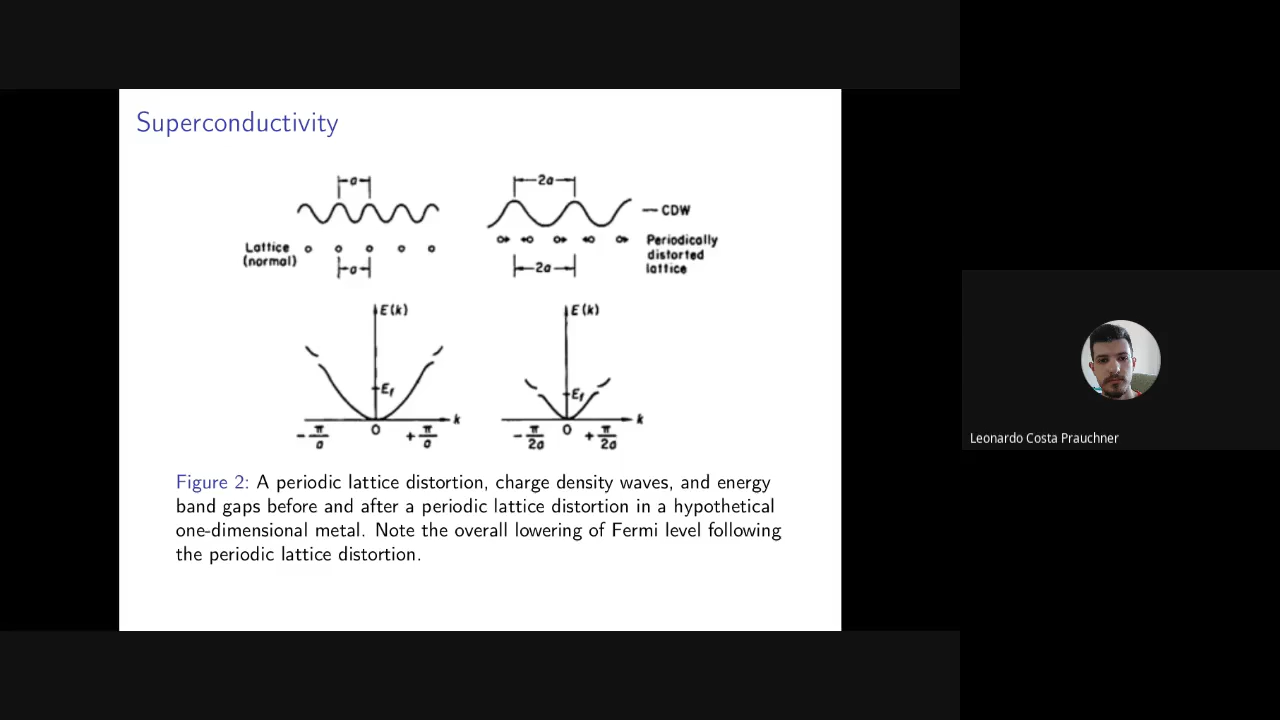 Superconductivity
a
2a
CDW
Lattice
(normal)
Periodically
distorted
lattice
a
2a
E(k)
E(k)
Ef
Ef
k
k
-π/a
0
+π/a
-π/2a
0
+π/2a
Figure 2: A periodic lattice distortion, charge density waves, and energy
band gaps before and after a periodic lattice distortion in a hypothetical
one-dimensional metal. Note the overall lowering of Fermi level following
the periodic lattice distortion.
Leonardo Costa Prauchner